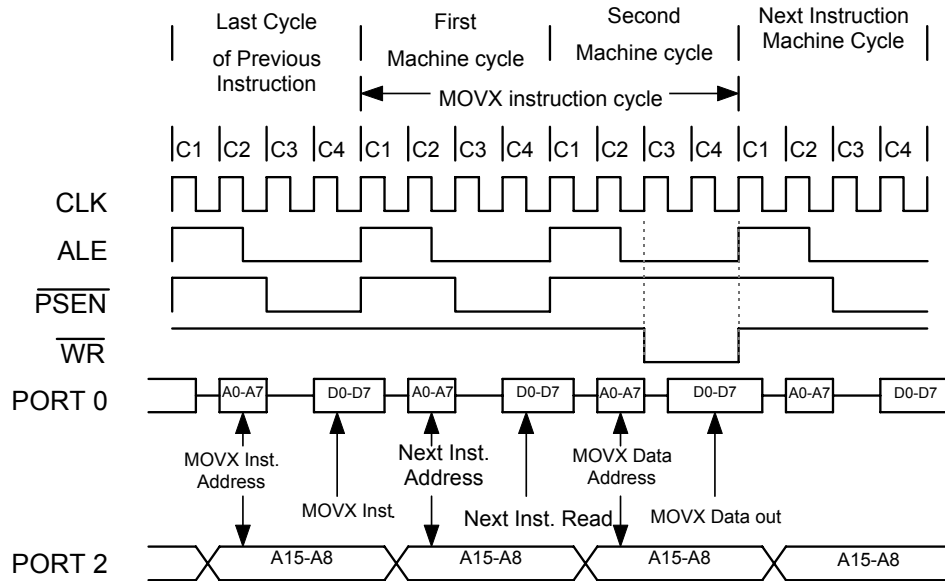 Last Cycle
of Previous
Instruction
First
Machine cycle
Second
Machine cycle
Next Instruction
Machine Cycle
MOVX instruction cycle
C1 C2 C3 C4 C1 C2 C3 C4 C1 C2 C3 C4 C1 C2 C3 C4
CLK
ALE
PSEN
WR
PORT 0
A0-A7 D0-D7 A0-A7 D0-D7 A0-A7 D0-D7 A0-A7 D0-D7
MOVX Inst.
Address
MOVX Inst.
Next Inst.
Address
Next Inst. Read
MOVX Data
Address
MOVX Data out
PORT 2
A15-A8 A15-A8 A15-A8 A15-A8